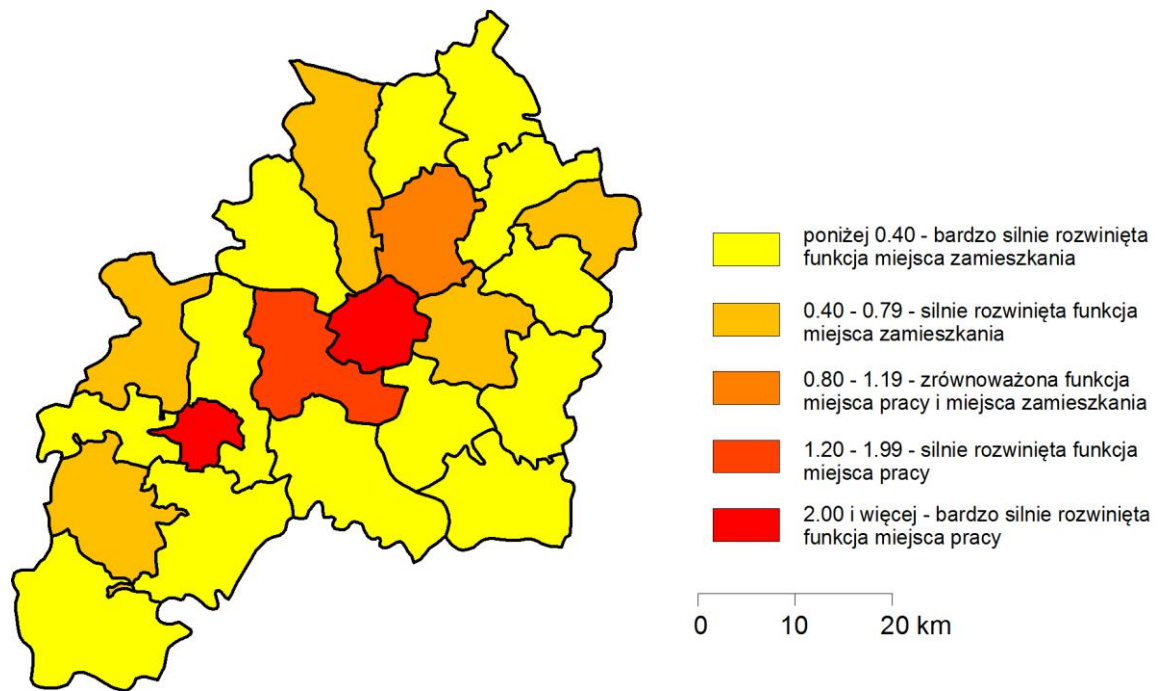 poniżej 0.40 - bardzo silnie rozwinięta
funkcja miejsca zamieszkania
0.40 - 0.79 - silnie rozwinięta funkcja
miejsca zamieszkania
0.80 - 1.19 - zrównoważona funkcja
miejsca pracy i miejsca zamieszkania
1.20 - 1.99 - silnie rozwinięta funkcja
miejsca pracy
2.00 i więcej - bardzo silnie rozwinięta
funkcja miejsca pracy
0 10 20 km